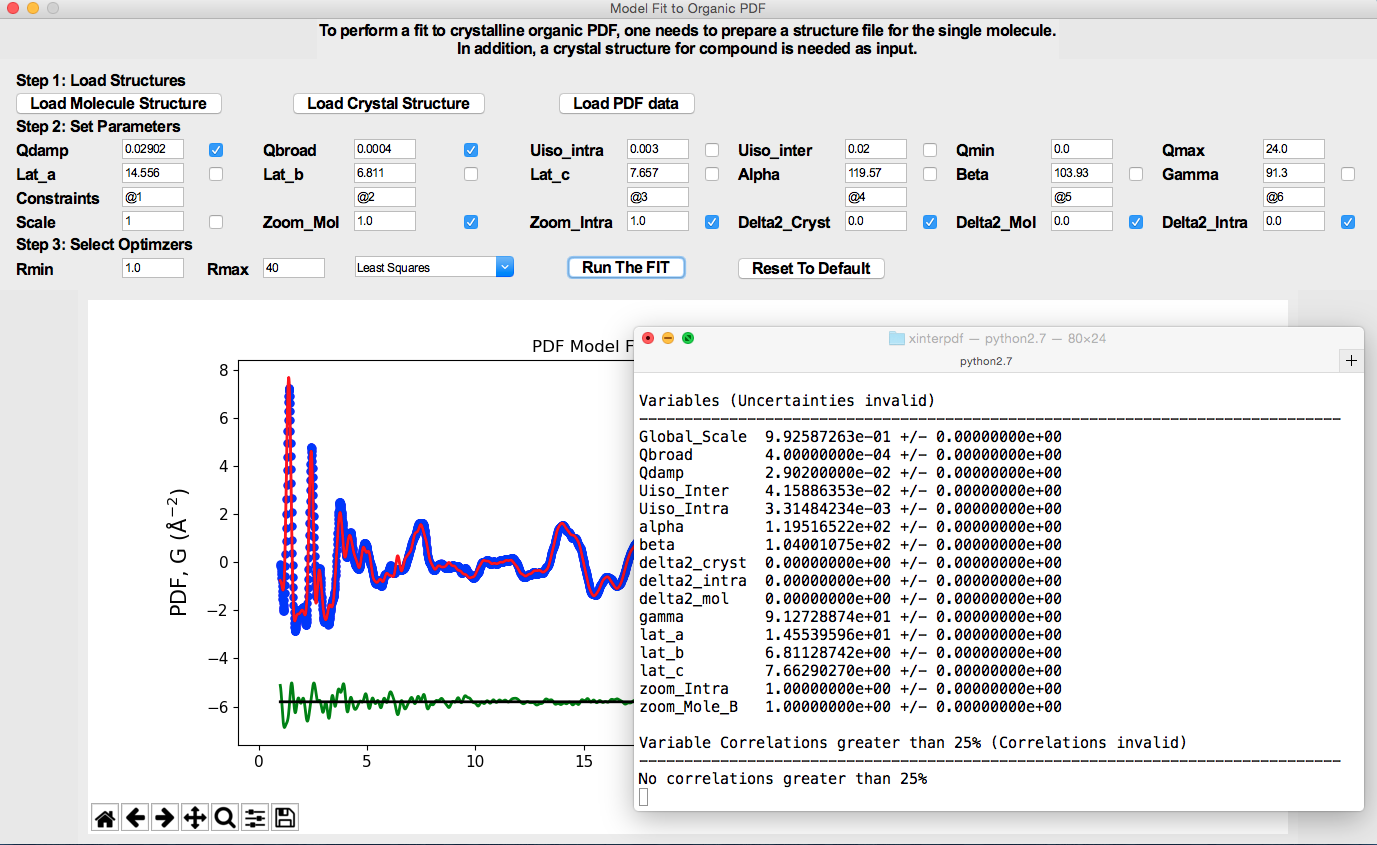 Model Fit to Organic PDF
To perform a fit to crystalline organic PDF, one needs to prepare a structure file for the single molecule.
In addition, a crystal structure for compound is needed as input.
Step 1: Load Structures
Load Molecule Structure Load Crystal Structure Load PDF data
Step 2: Set Parameters
Qdamp 0.02902 Qbroad 0.0004 Uiso_intra 0.003 Uiso_inter 0.02 Qmin 0.0 Qmax 24.0
Lat_a 14.556 Lat_b 6.811 Lat_c 7.657 Alpha 119.57 Beta 103.93 Gamma 91.3
Constraints @1 @2 @3 @4 @5 @6
Scale 1 Zoom_Mol 1.0 Zoom_Intra 1.0 Delta2_Cryst 0.0 Delta2_Mol 0.0 Delta2_Intra 0.0
Step 3: Select Optimzers
Rmin 1.0 Rmax 40 Least Squares Run The FIT Reset To Default
PDF Model F
PDF, G (Å⁻²)
8
6
4
2
0
−2
−4
−6
0 5 10 15
xinterpdf — python2.7 — 80×24
python2.7 +
Variables (Uncertainties invalid)
------------------------------------------------------------------------------
Global_Scale 9.92587263e-01 +/- 0.00000000e+00
Qbroad 4.00000000e-04 +/- 0.00000000e+00
Qdamp 2.90200000e-02 +/- 0.00000000e+00
Uiso_Inter 4.15886353e-02 +/- 0.00000000e+00
Uiso_Intra 3.31484234e-03 +/- 0.00000000e+00
alpha 1.19516522e+02 +/- 0.00000000e+00
beta 1.04001075e+02 +/- 0.00000000e+00
delta2_cryst 0.00000000e+00 +/- 0.00000000e+00
delta2_intra 0.00000000e+00 +/- 0.00000000e+00
delta2_mol 0.00000000e+00 +/- 0.00000000e+00
gamma 9.12728874e+01 +/- 0.00000000e+00
lat_a 1.45539596e+01 +/- 0.00000000e+00
lat_b 6.81128742e+00 +/- 0.00000000e+00
lat_c 7.66290270e+00 +/- 0.00000000e+00
zoom_Intra 1.00000000e+00 +/- 0.00000000e+00
zoom_Mole_B 1.00000000e+00 +/- 0.00000000e+00
Variable Correlations greater than 25% (Correlations invalid)
------------------------------------------------------------------------------
No correlations greater than 25%